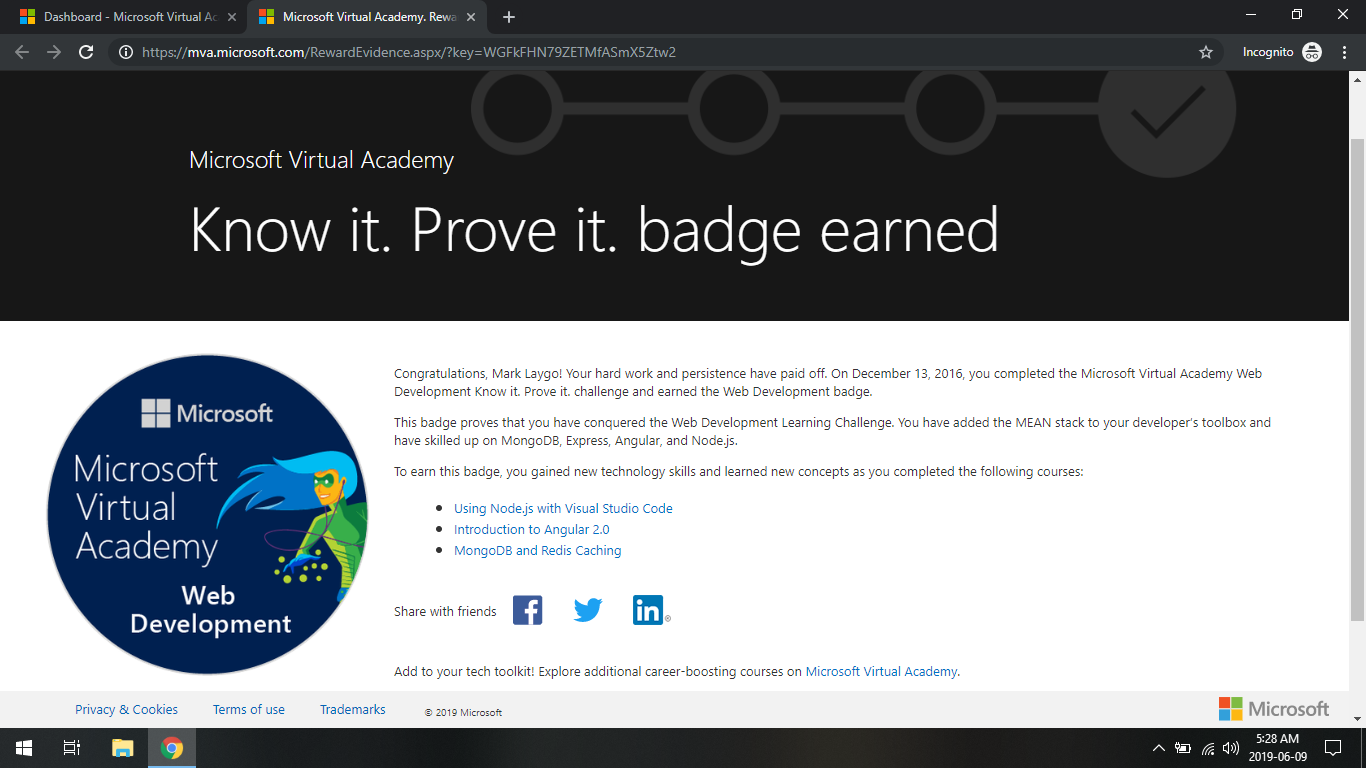 Dashboard - Microsoft Virtual Ac
Microsoft Virtual Academy. Rewa
https://mva.microsoft.com/RewardEvidence.aspx/?key=WGFkFHN79ZETMfASmX5Ztw2
Incognito
Microsoft Virtual Academy
Know it. Prove it. badge earned
Microsoft
Microsoft
Virtual
Academy
Web
Development
Congratulations, Mark Laygo! Your hard work and persistence have paid off. On December 13, 2016, you completed the Microsoft Virtual Academy Web
Development Know it. Prove it. challenge and earned the Web Development badge.
This badge proves that you have conquered the Web Development Learning Challenge. You have added the MEAN stack to your developer's toolbox and
have skilled up on MongoDB, Express, Angular, and Node.js.
To earn this badge, you gained new technology skills and learned new concepts as you completed the following courses:
Using Node.js with Visual Studio Code
Introduction to Angular 2.0
MongoDB and Redis Caching
Share with friends
Add to your tech toolkit! Explore additional career-boosting courses on Microsoft Virtual Academy.
Privacy & Cookies Terms of use Trademarks © 2019 Microsoft
Microsoft
5:28 AM
2019-06-09